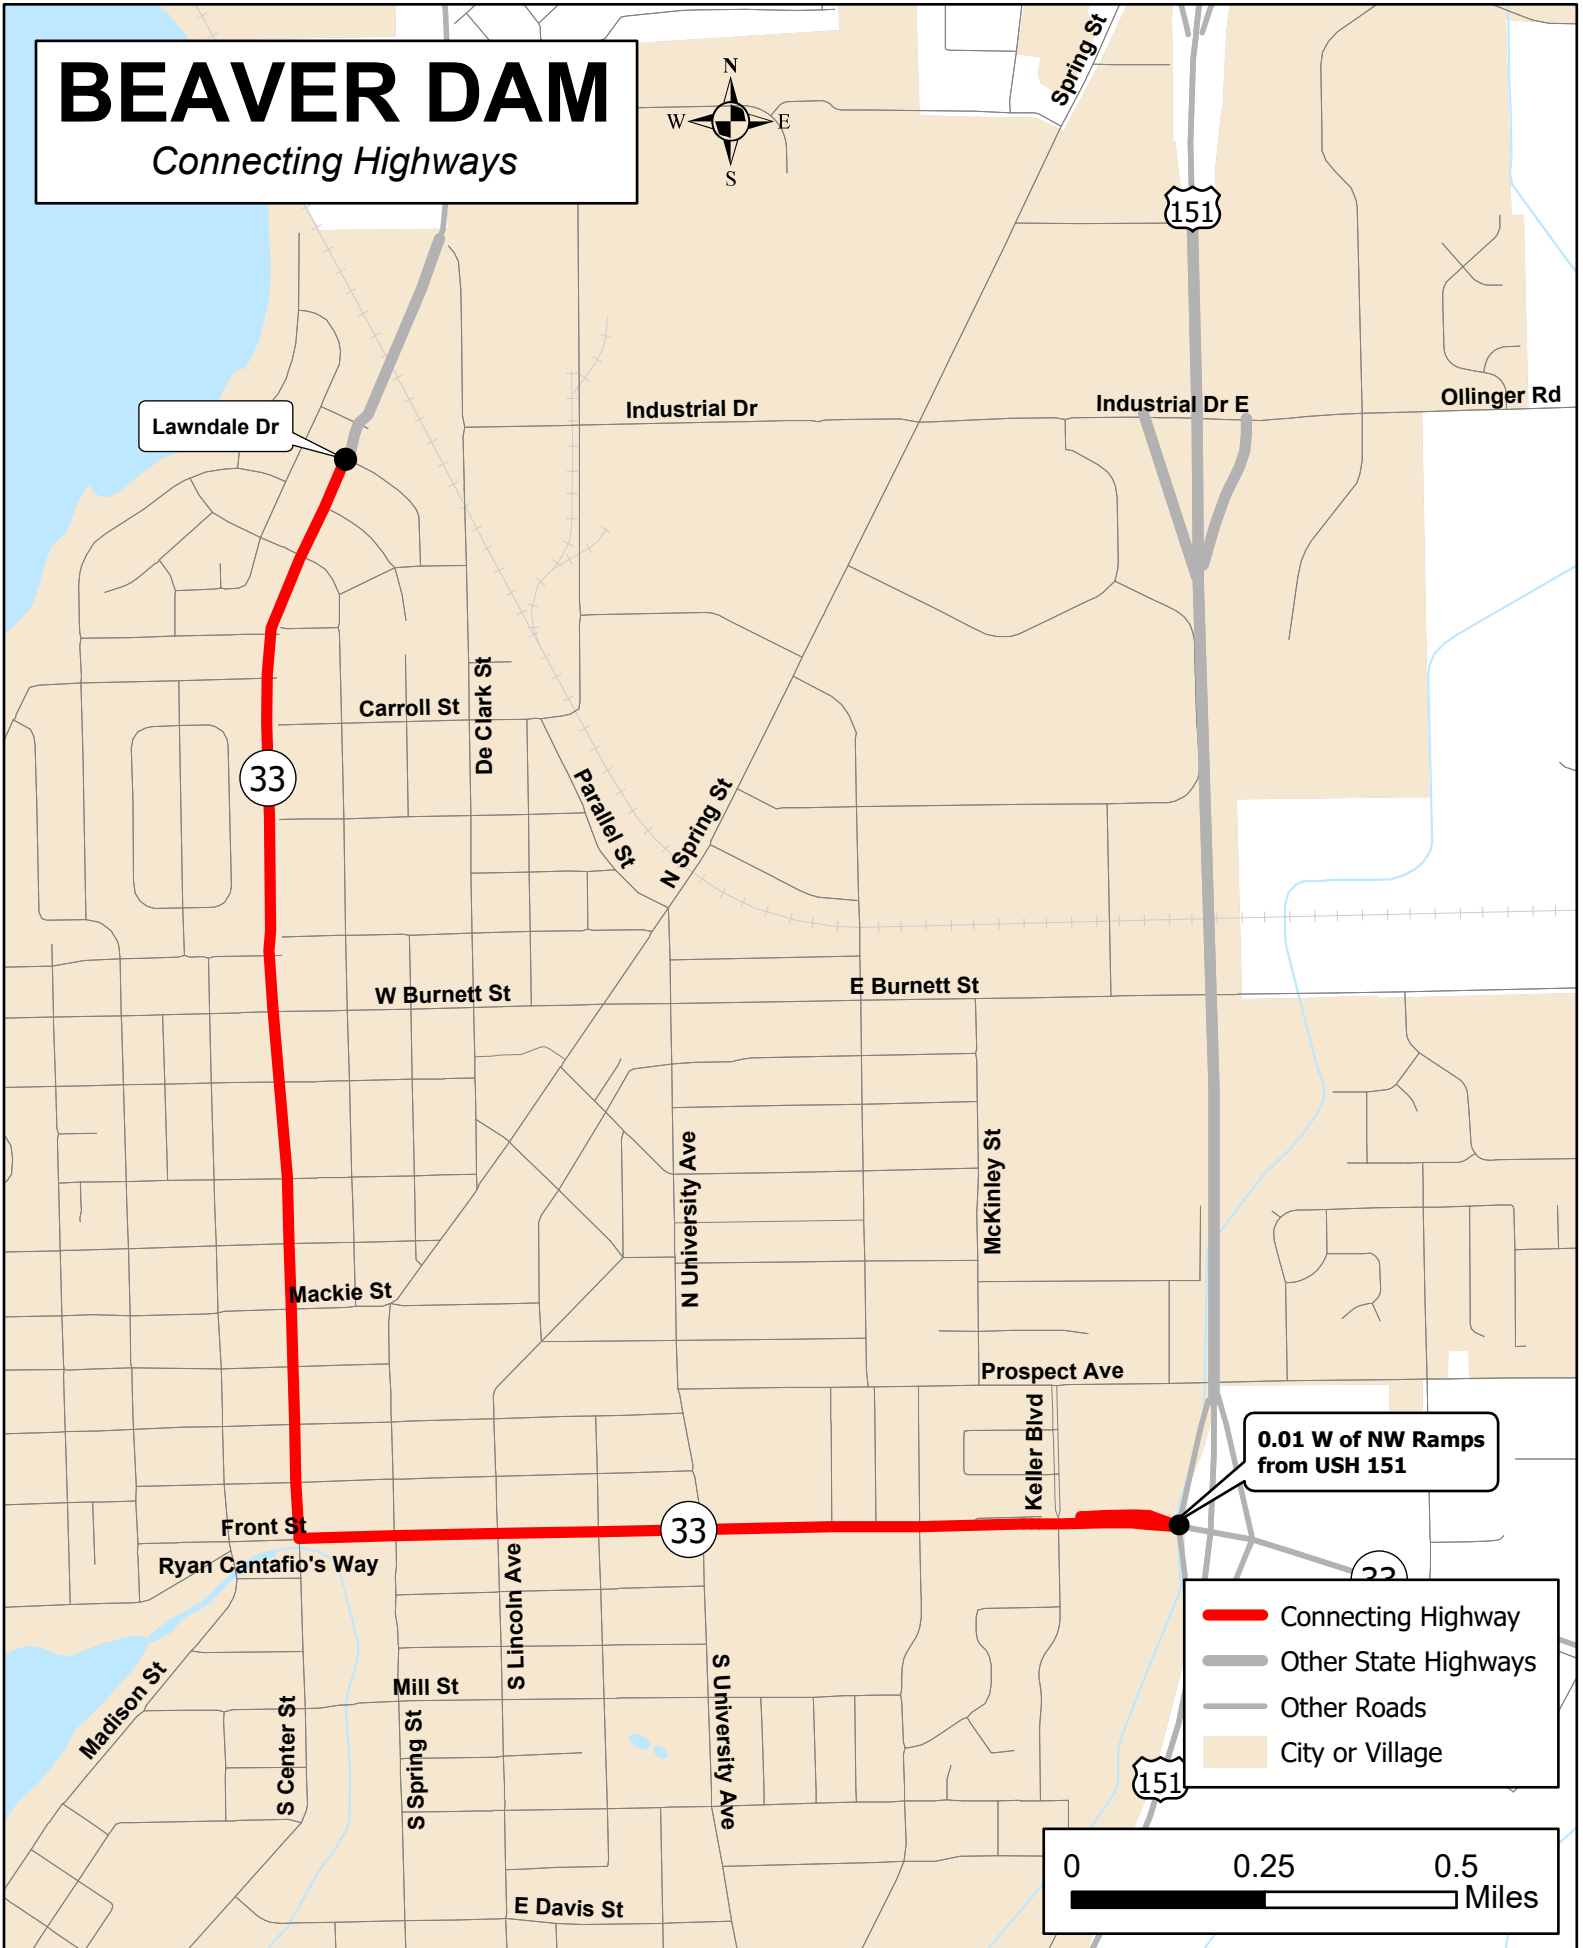 BEAVER DAM
Connecting Highways
N
W
E
S
Spring St
151
Lawndale Dr
Industrial Dr
Industrial Dr E
Ollinger Rd
De Clark St
Carroll St
33
Parallel St
N Spring St
W Burnett St
E Burnett St
N University Ave
McKinley St
Mackie St
Prospect Ave
Keller Blvd
0.01 W of NW Ramps
from USH 151
Front St
33
Ryan Cantafio's Way
S Lincoln Ave
33
Madison St
S Center St
Mill St
S Spring St
S University Ave
151
E Davis St
Connecting Highway
Other State Highways
Other Roads
City or Village
0 0.25 0.5
Miles